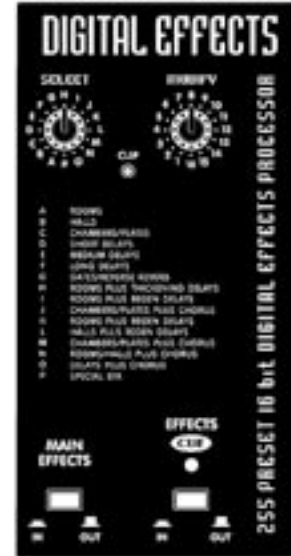 DIGITAL EFFECTS
SELECT
CLIP
A ROOMS
B HALLS
C CHAMBERS/PLATES
D SHORT DELAYS
E MEDIUM DELAYS
F LONG DELAYS
G GATES/REVERSE REVERB
H ROOMS PLUS THICKENING DELAYS
I ROOMS PLUS REGEN DELAYS
J CHAMBERS/PLATES PLUS CHORUS
K ROOMS PLUS REGEN DELAYS
L HALLS PLUS REGEN DELAYS
M CHAMBERS/PLATES PLUS CHORUS
N ROOMS/HALLS PLUS CHORUS
O DELAYS PLUS CHORUS
P SPECIAL
255 PRESET 16 bit DIGITAL EFFECTS PROCESSOR
MAIN
EFFECTS
EFFECTS
CUE
IN OUT
IN OUT